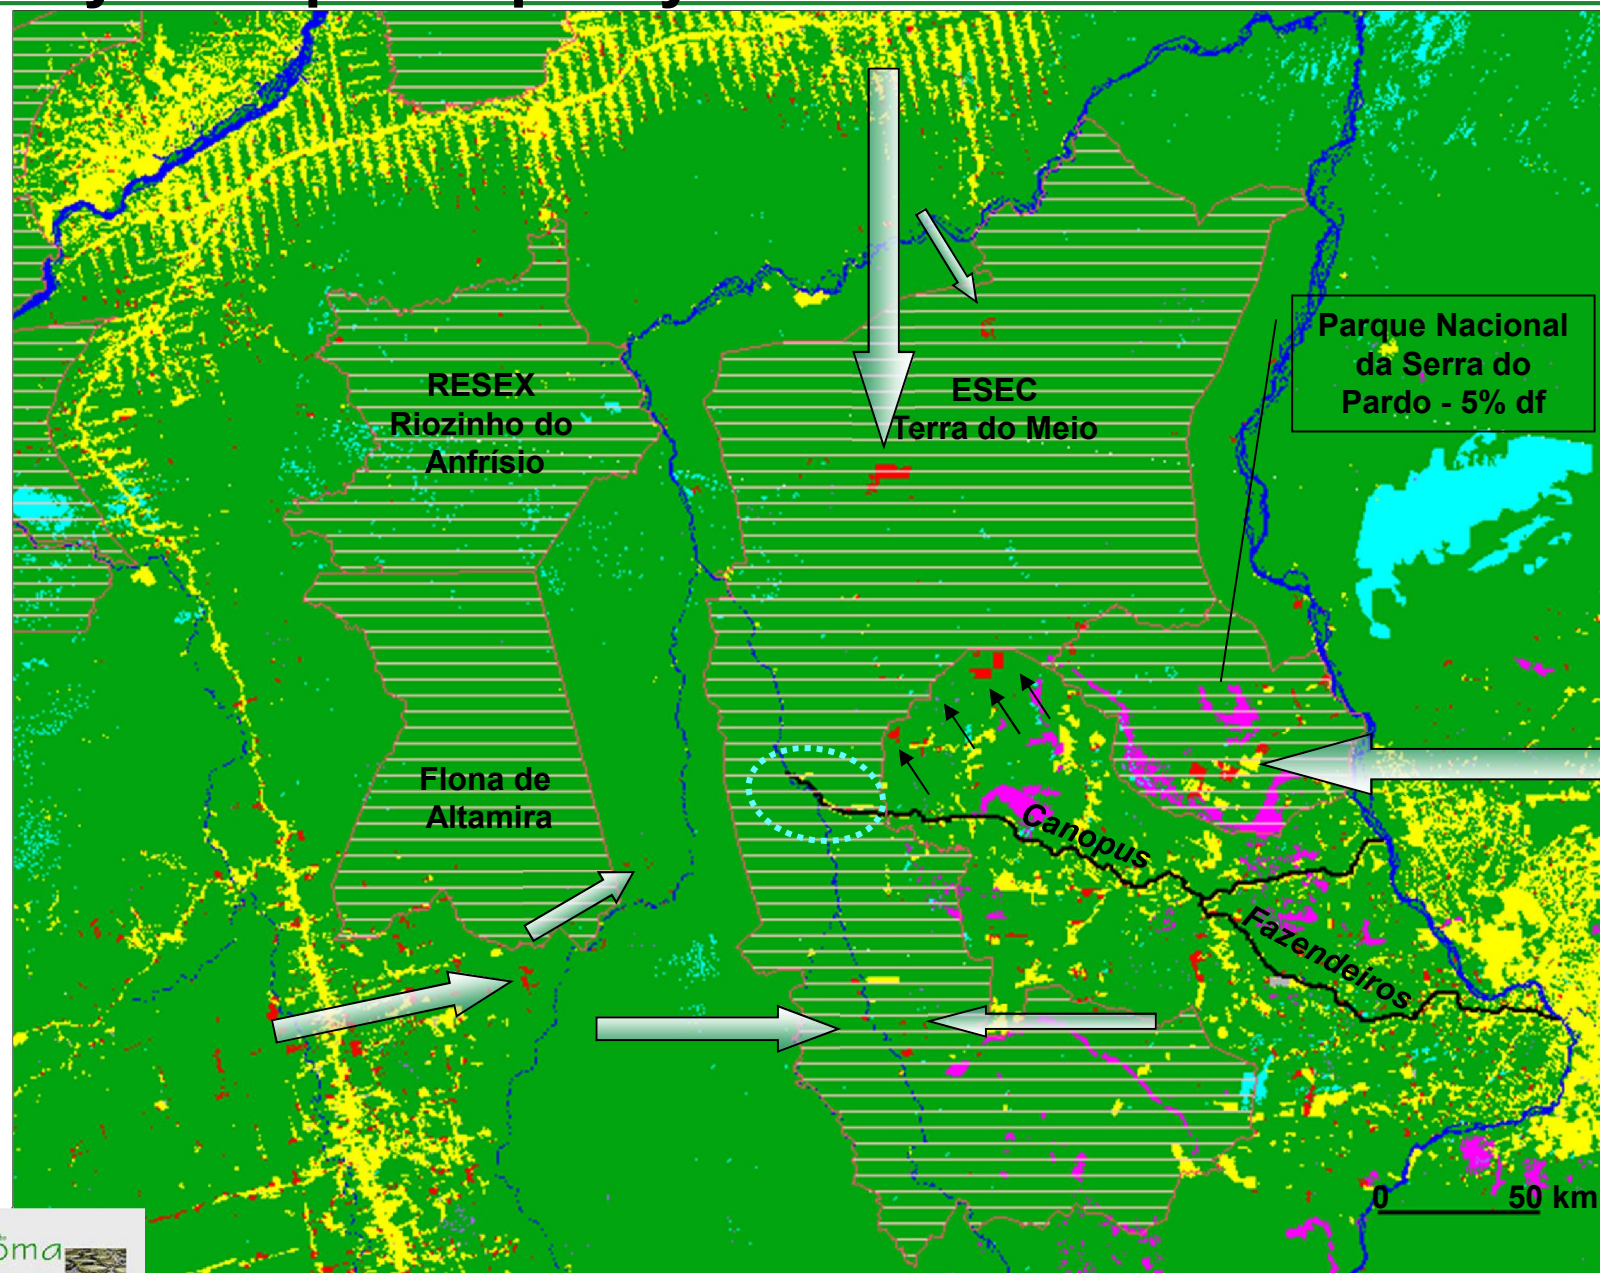 RESEX
Riozinho do
Anfrísio
ESEC
Terra do Meio
Parque Nacional
da Serra do
Pardo - 5% df
Flona de
Altamira
Canopus
Fazendeiros
0 50 km